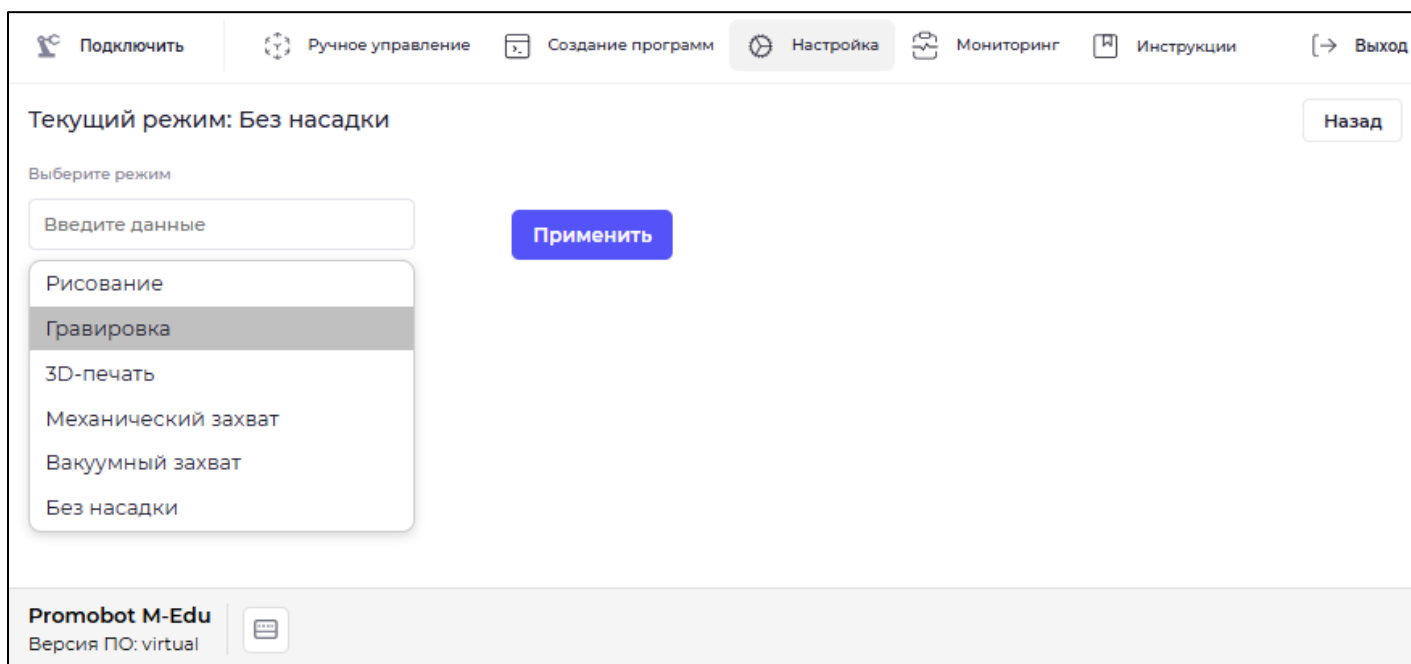 Подключить Ручное управление Создание программ Настройка Мониторинг Инструкции Выход
Текущий режим: Без насадки Назад
Выберите режим
Введите данные Применить
Рисование
Гравировка
3D-печать
Механический захват
Вакуумный захват
Без насадки
Promobot M-Edu
Версия ПО: virtual